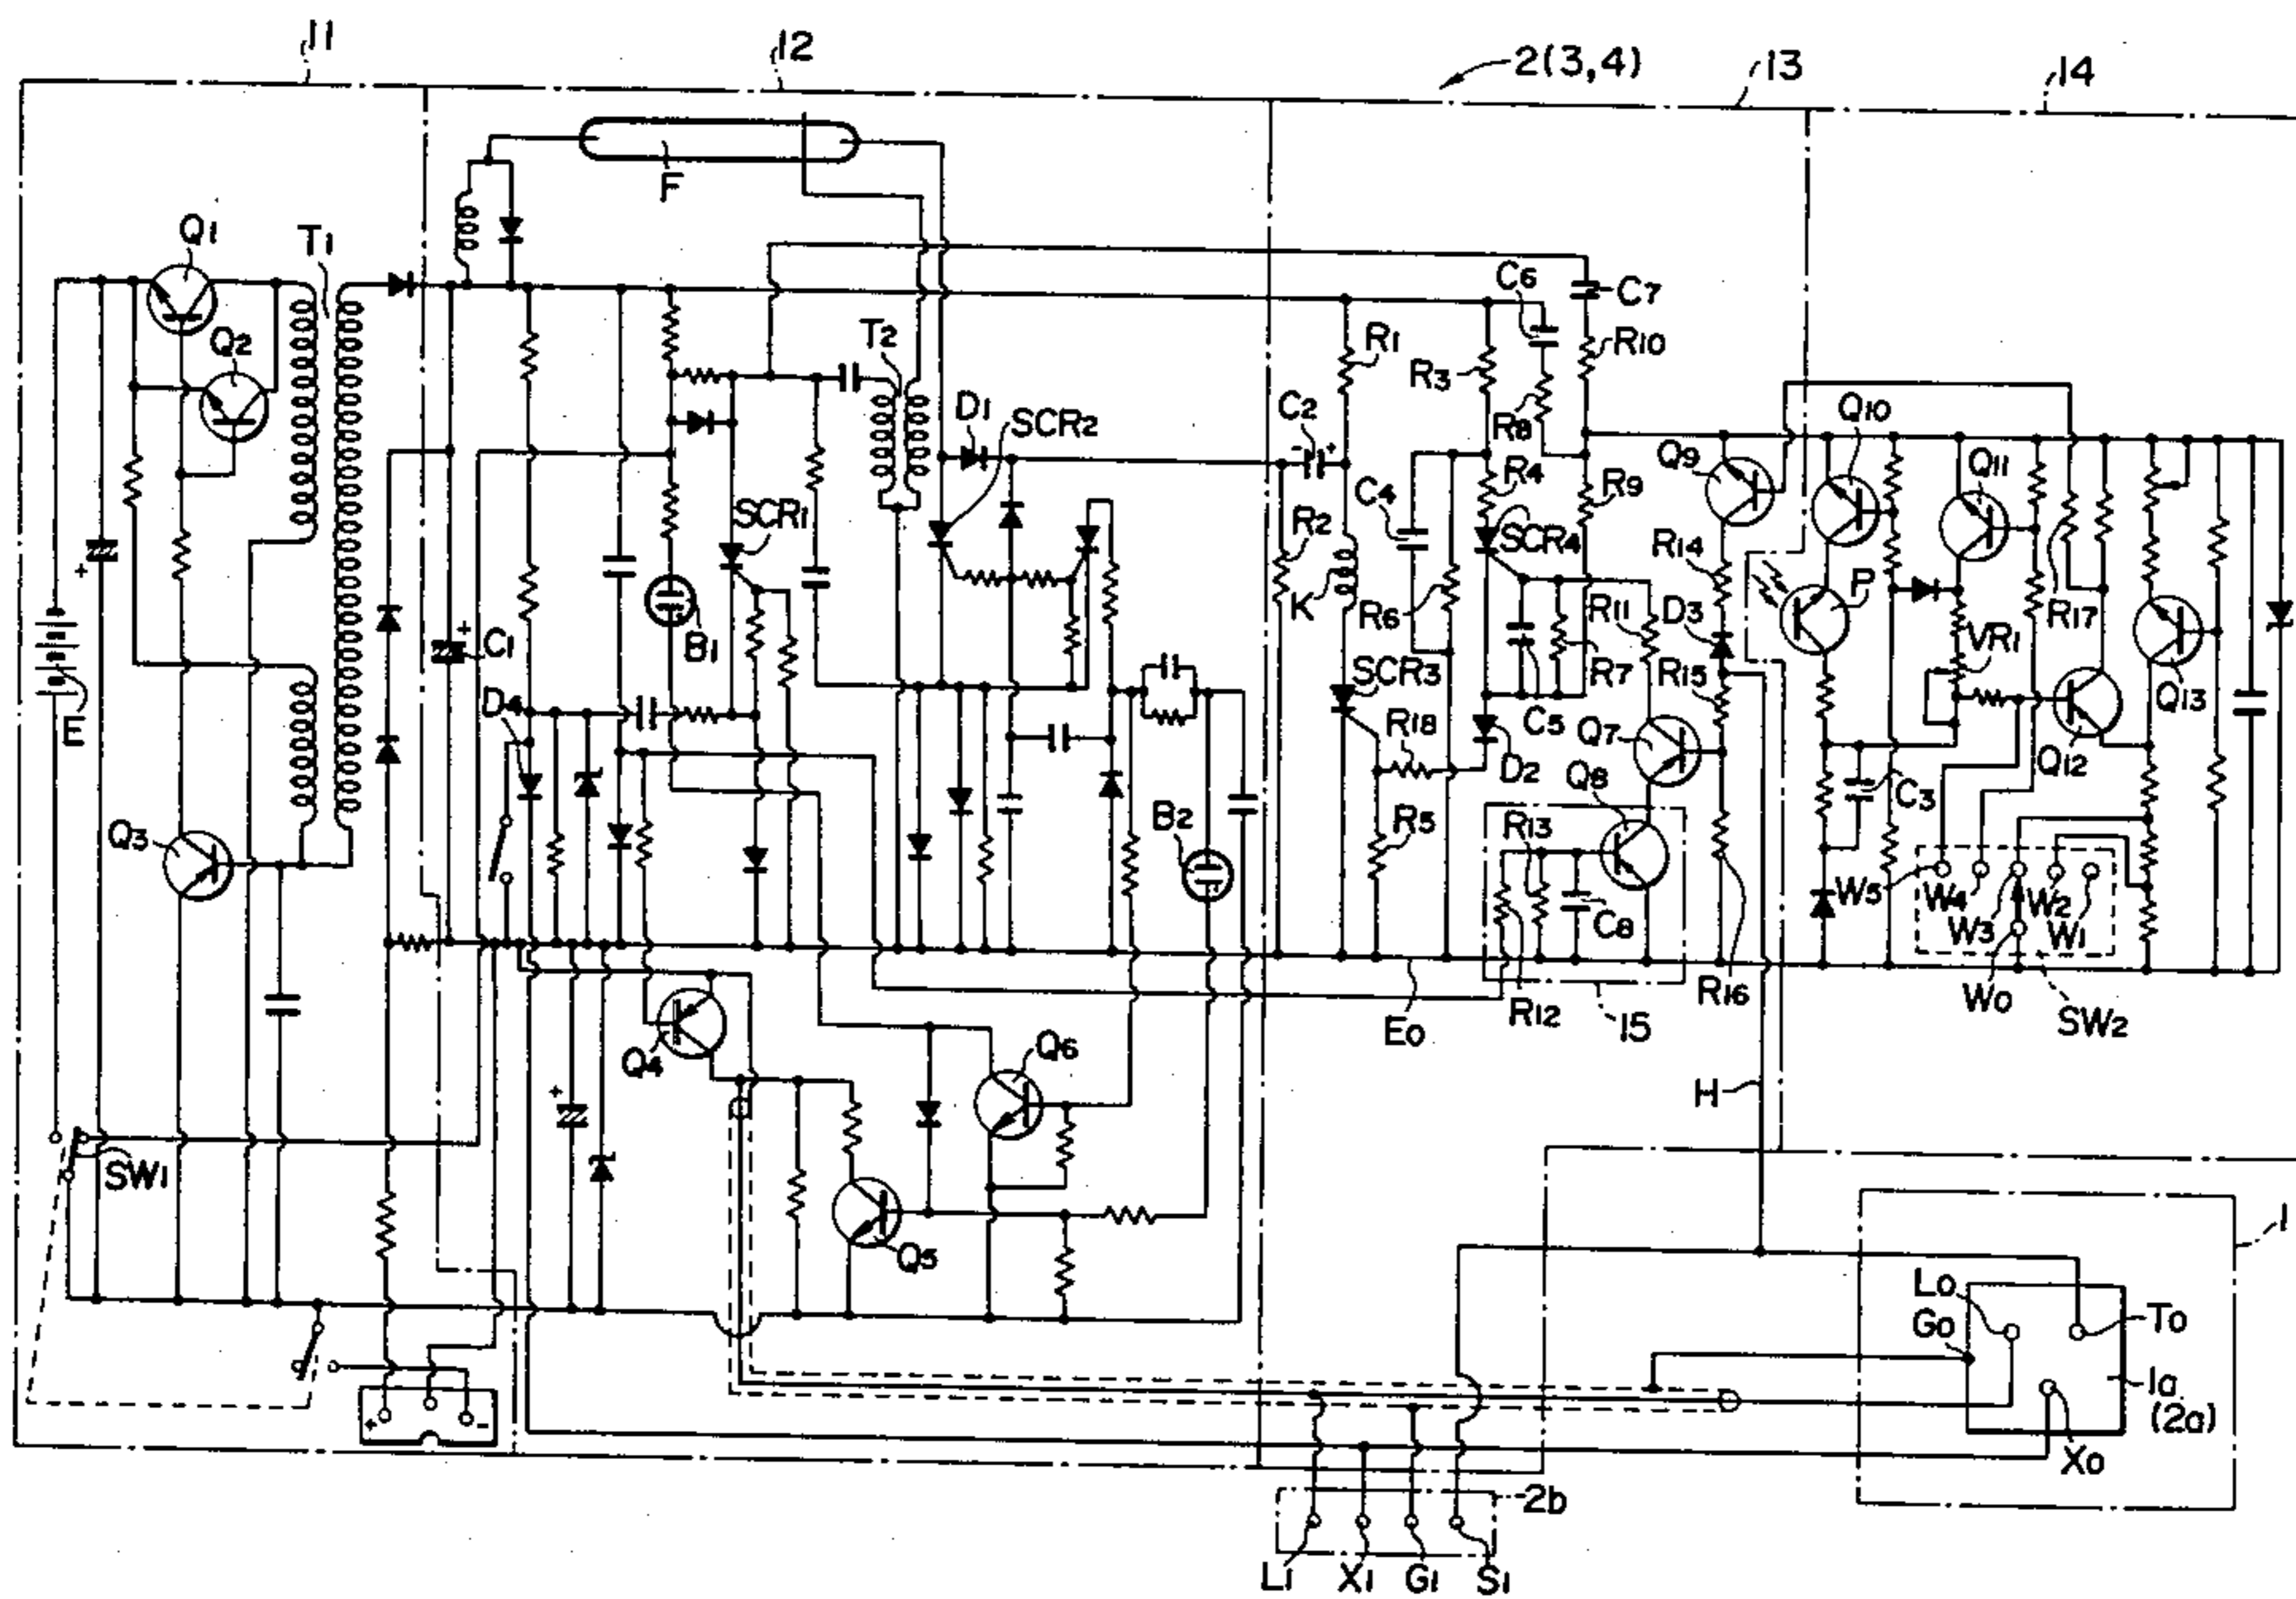 11
12
2(3,4)
13
14
F
Q1
T1
C6
C7
Q2
T2
R1
R10
R3
D1
SCR2
C2
- +
R8
Q10
Q9
Q11
SCR1
C4
R4
R9
R2
SCR4
R14
P
+
K
R6
R11
D3
R17
E
+
C1
B1
VR1
D4
SCR3
R7
R15
Q13
R18
C5
Q7
D2
Q12
Q8
C3
Q3
B2
R5
R13
C8
W5
W4
W3
W2
W1
R12
R16
W0
SW2
E0
15
Q4
Q6
+
H
SW1
Q5
1
L0
G0
T0
1a
(2a)
+
-
X0
2b
L1
X1
G1
S1